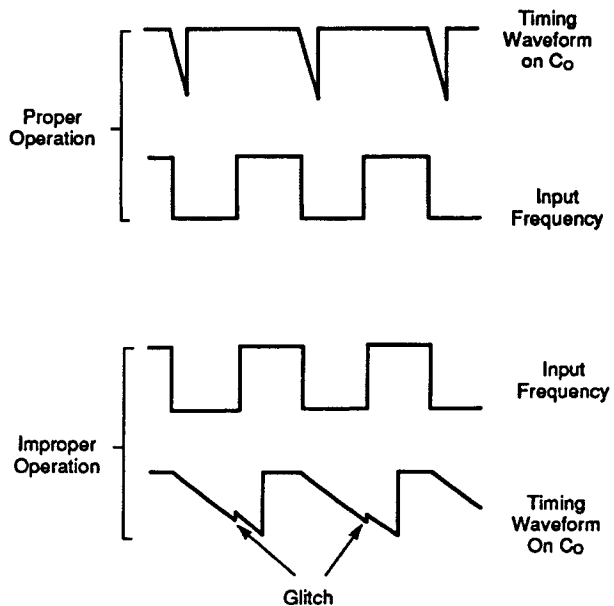 Timing
Waveform
on CO
Proper
Operation
Input
Frequency
Input
Frequency
Improper
Operation
Timing
Waveform
On CO
Glitch